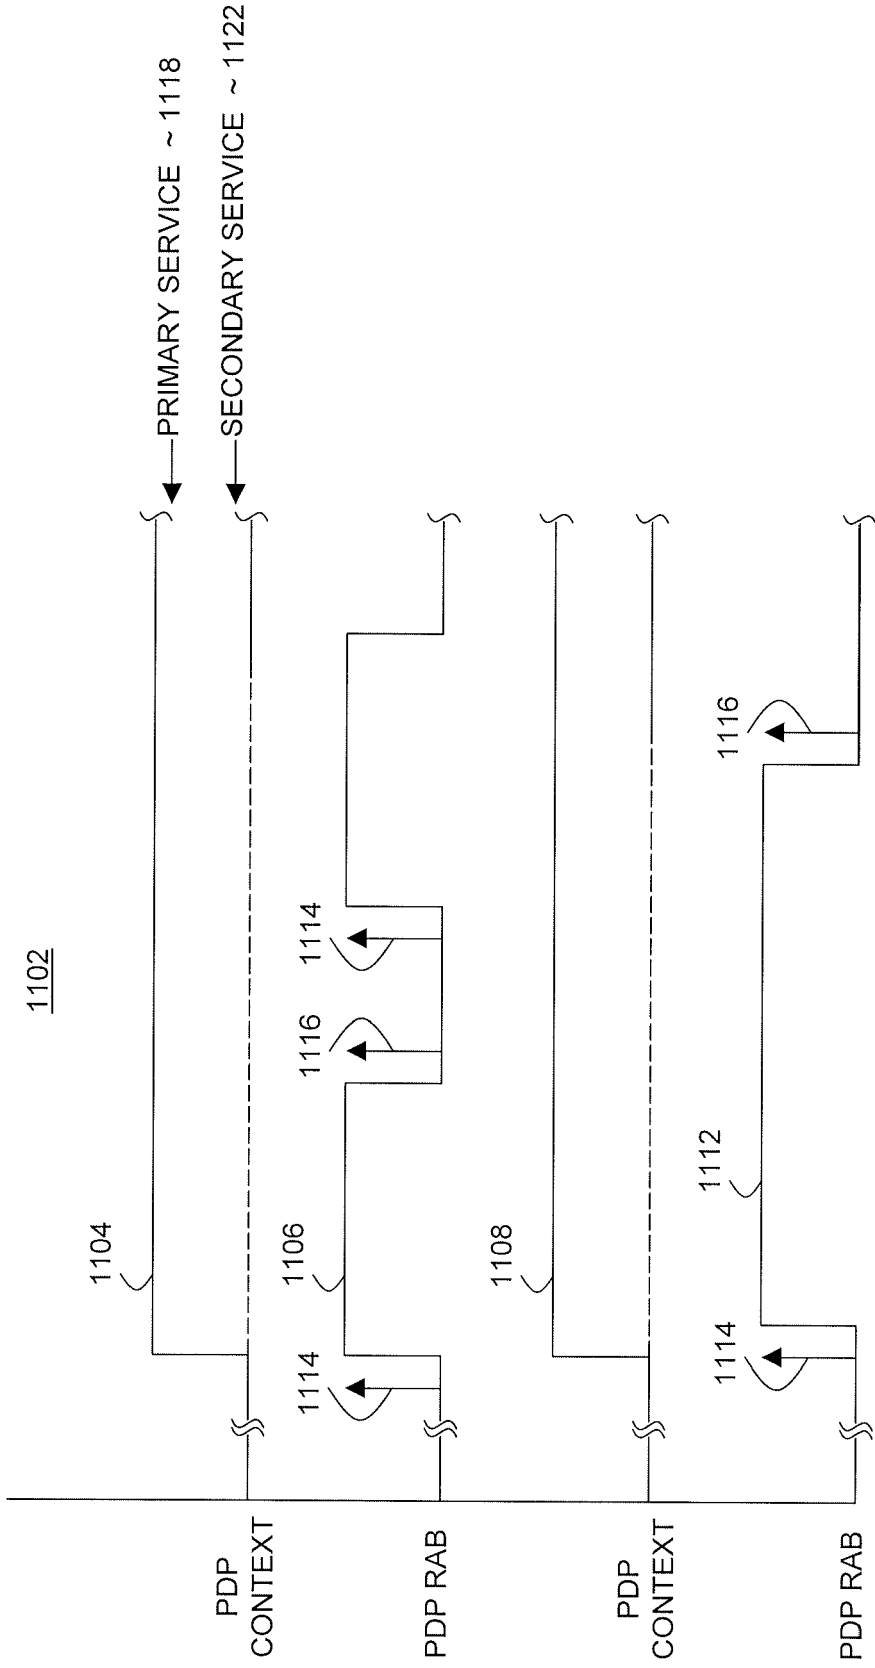 1102
PRIMARY SERVICE ~ 1118
SECONDARY SERVICE ~ 1122
1104
PDP
CONTEXT
1114
1106
1116
1114
PDP RAB
1108
PDP
CONTEXT
1114
1112
1116
PDP RAB